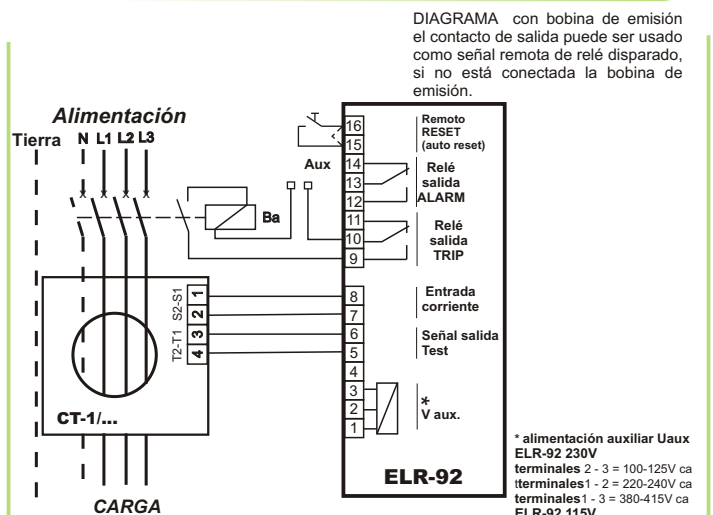 DIAGRAMA con bobina de emisión
el contacto de salida puede ser usado
como señal remota de relé disparado,
si no está conectada la bobina de
emisión.
Alimentación
Tierra
N L1 L2 L3
Aux
Ba
16
15
14
13
12
11
10
9
8
7
6
5
4
3
2
1
Remoto
RESET
(auto reset)
Relé
salida
ALARM
Relé
salida
TRIP
Entrada
corriente
Señal salida
Test
*
V aux.
S2-S1
T2-T1
1
2
3
4
CT-1/...
CARGA
ELR-92
* alimentación auxiliar Uaux
ELR-92 230V
terminales 2 - 3 = 100-125V ca
tterminales1 - 2 = 220-240V ca
terminales1 - 3 = 380-415V ca
ELR-92 115V